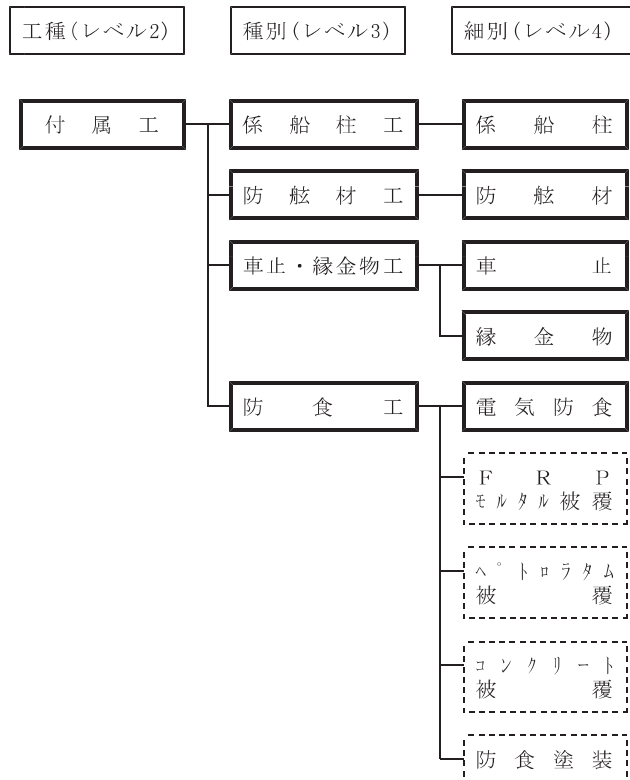 工種(レベル2) 種別(レベル3) 細別(レベル4)
付属工 係船柱工 係船柱
防舷材工 防舷材
車止・縁金物工 車止
縁金物
防食工 電気防食
FRP
モルタル被覆
ペトロラタム
被覆
コンクリート
被覆
防食塗装